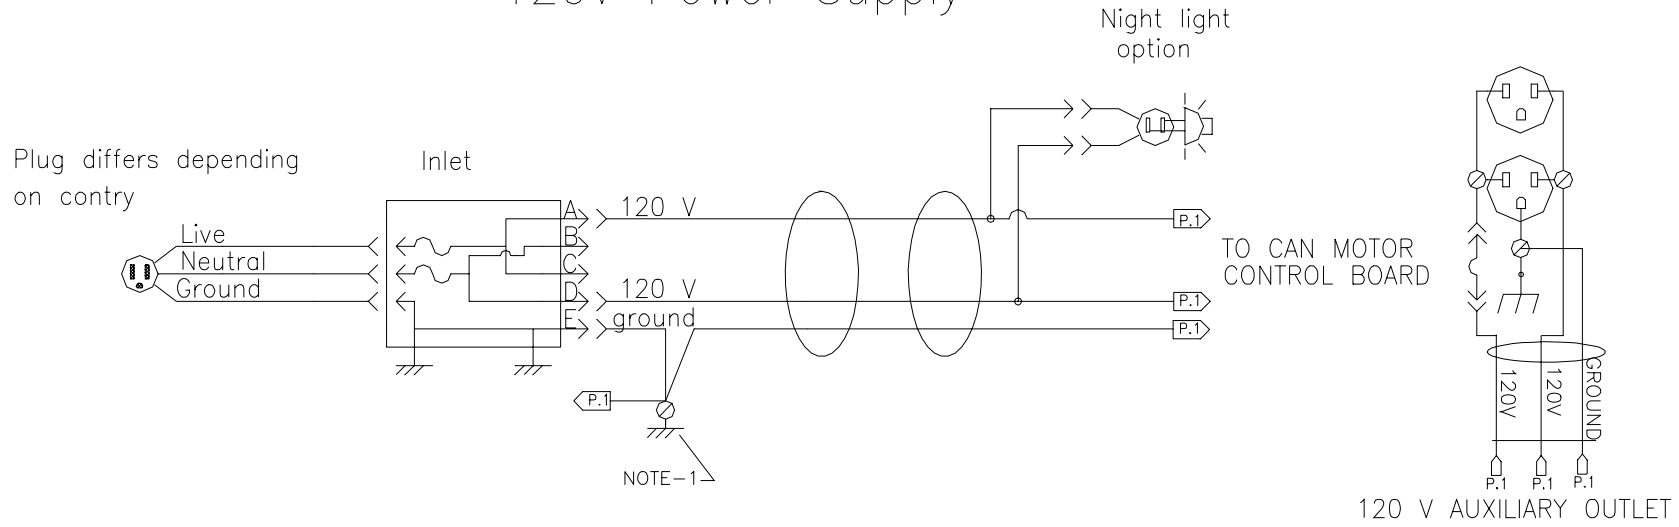 120V Power Supply
Night light
option
Plug differs depending
on contry
Inlet
Live
Neutral
Ground
A
B
C
D
E
120 V
120 V
ground
P.1
P.1
P.1
TO CAN MOTOR
CONTROL BOARD
P.1
NOTE-1
120V
120V
GROUND
P.1
P.1
P.1
120 V AUXILIARY OUTLET